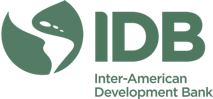 IDB
Inter-American
Development Bank